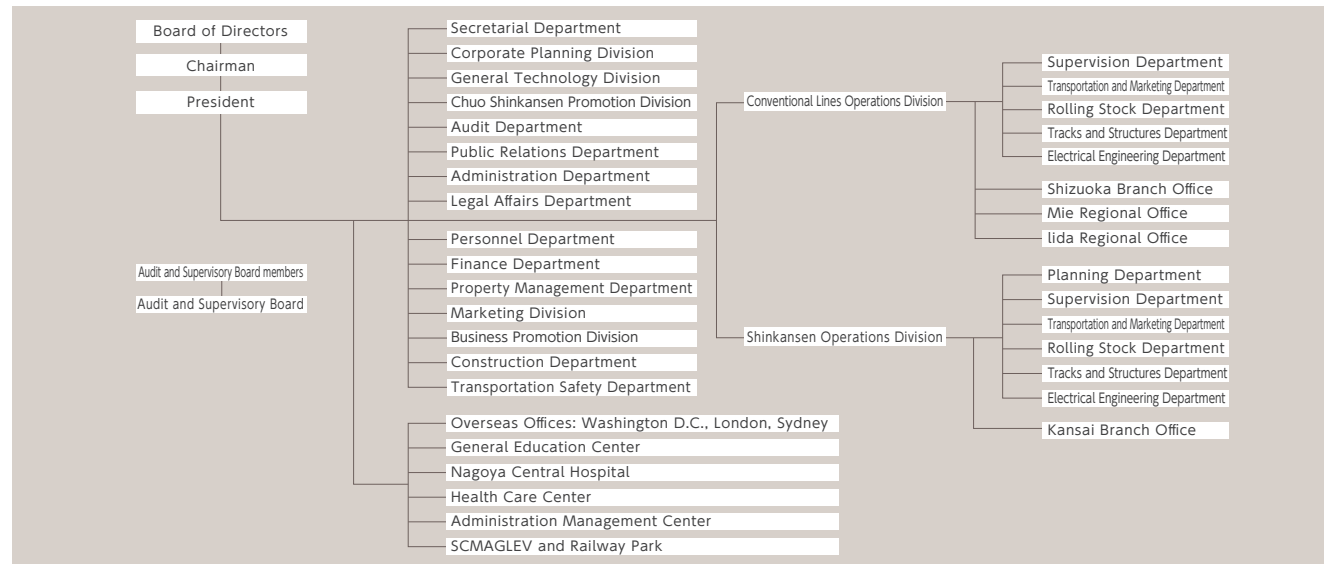 Board of Directors
Chairman
President
Audit and Supervisory Board members
Audit and Supervisory Board
Secretarial Department
Corporate Planning Division
General Technology Division
Chuo Shinkansen Promotion Division
Audit Department
Public Relations Department
Administration Department
Legal Affairs Department
Personnel Department
Finance Department
Property Management Department
Marketing Division
Business Promotion Division
Construction Department
Transportation Safety Department
Overseas Offices: Washington D.C., London, Sydney
General Education Center
Nagoya Central Hospital
Health Care Center
Administration Management Center
SCMAGLEV and Railway Park
Conventional Lines Operations Division
Supervision Department
Transportation and Marketing Department
Rolling Stock Department
Tracks and Structures Department
Electrical Engineering Department
Shizuoka Branch Office
Mie Regional Office
Iida Regional Office
Shinkansen Operations Division
Planning Department
Supervision Department
Transportation and Marketing Department
Rolling Stock Department
Tracks and Structures Department
Electrical Engineering Department
Kansai Branch Office